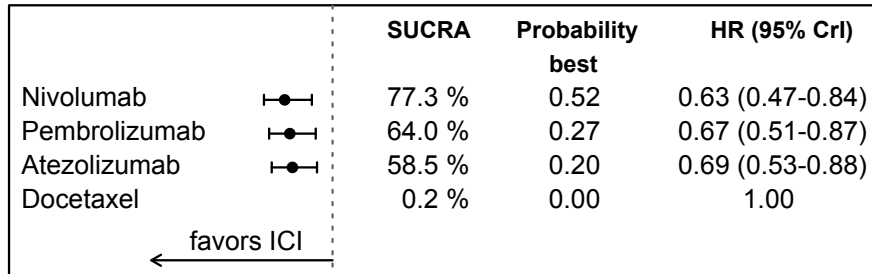 SUCRA Probability best HR (95% CrI)
Nivolumab 77.3 % 0.52 0.63 (0.47-0.84)
Pembrolizumab 64.0 % 0.27 0.67 (0.51-0.87)
Atezolizumab 58.5 % 0.20 0.69 (0.53-0.88)
Docetaxel 0.2 % 0.00 1.00
favors ICI